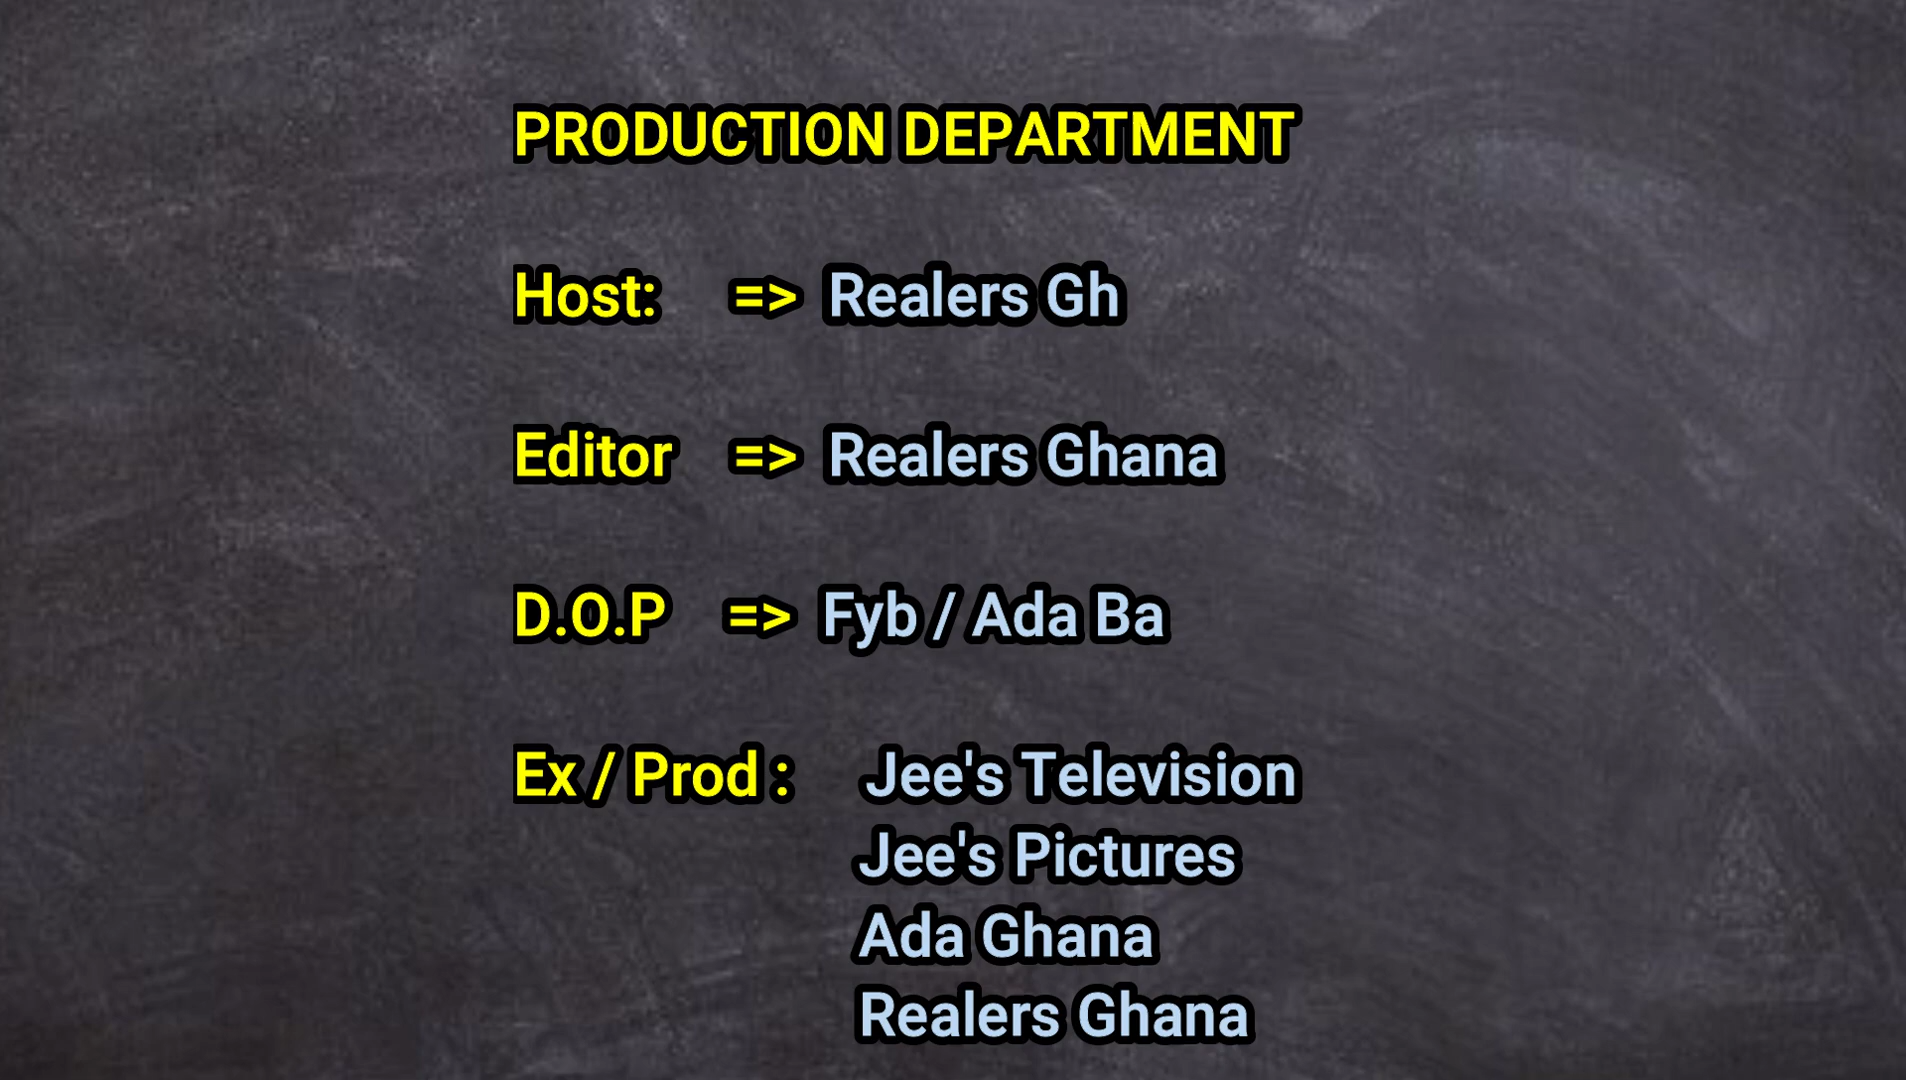 PRODUCTION DEPARTMENT
Host: => Realers Gh
Editor => Realers Ghana
D.O.P => Fyb / Ada Ba
Ex / Prod : Jee's Television
Jee's Pictures
Ada Ghana
Realers Ghana